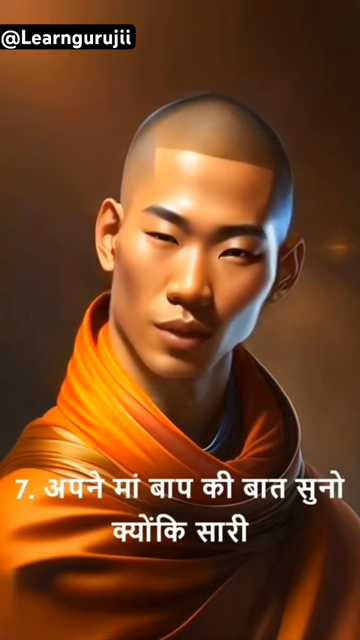 @Learngurujii
7. अपने मां बाप की बात सुनो
क्योंकि सारी